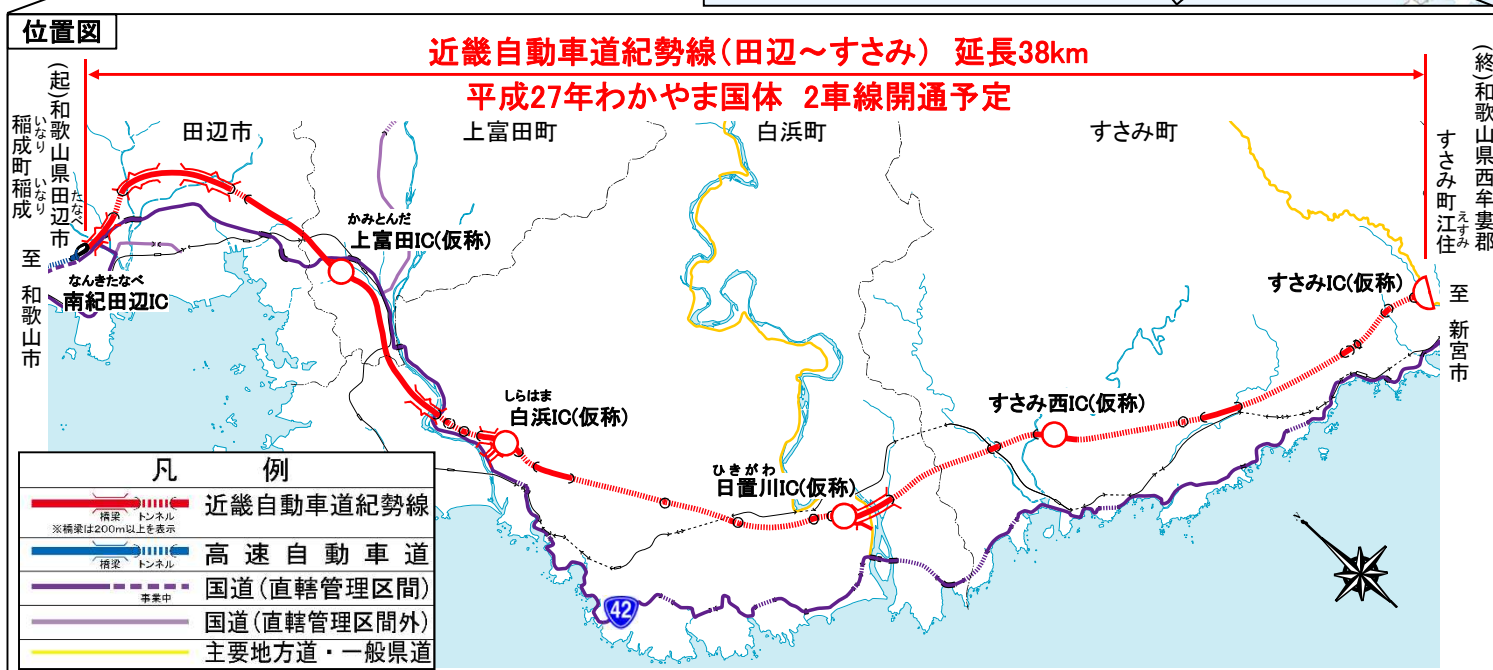 位置図
近畿自動車道紀勢線(田辺～すさみ) 延長38km
平成27年わかやま国体 2車線開通予定
(起)和歌山県田辺市
たなべ
稲成町稲成
いなり
いなり
至 和歌山市
(終)和歌山県西牟婁郡
すさみ町江住
えすみ
至 新宮市
田辺市
上富田町
白浜町
すさみ町
なんきたなべ
南紀田辺IC
かみとんだ
上富田IC(仮称)
しらはま
白浜IC(仮称)
ひきがわ
日置川IC(仮称)
すさみ西IC(仮称)
すさみIC(仮称)
42
凡 例
近畿自動車道紀勢線
橋梁 トンネル
※橋梁は200m以上を表示
高速自動車道
橋梁 トンネル
国道(直轄管理区間)
事業中
国道(直轄管理区間外)
主要地方道・一般県道